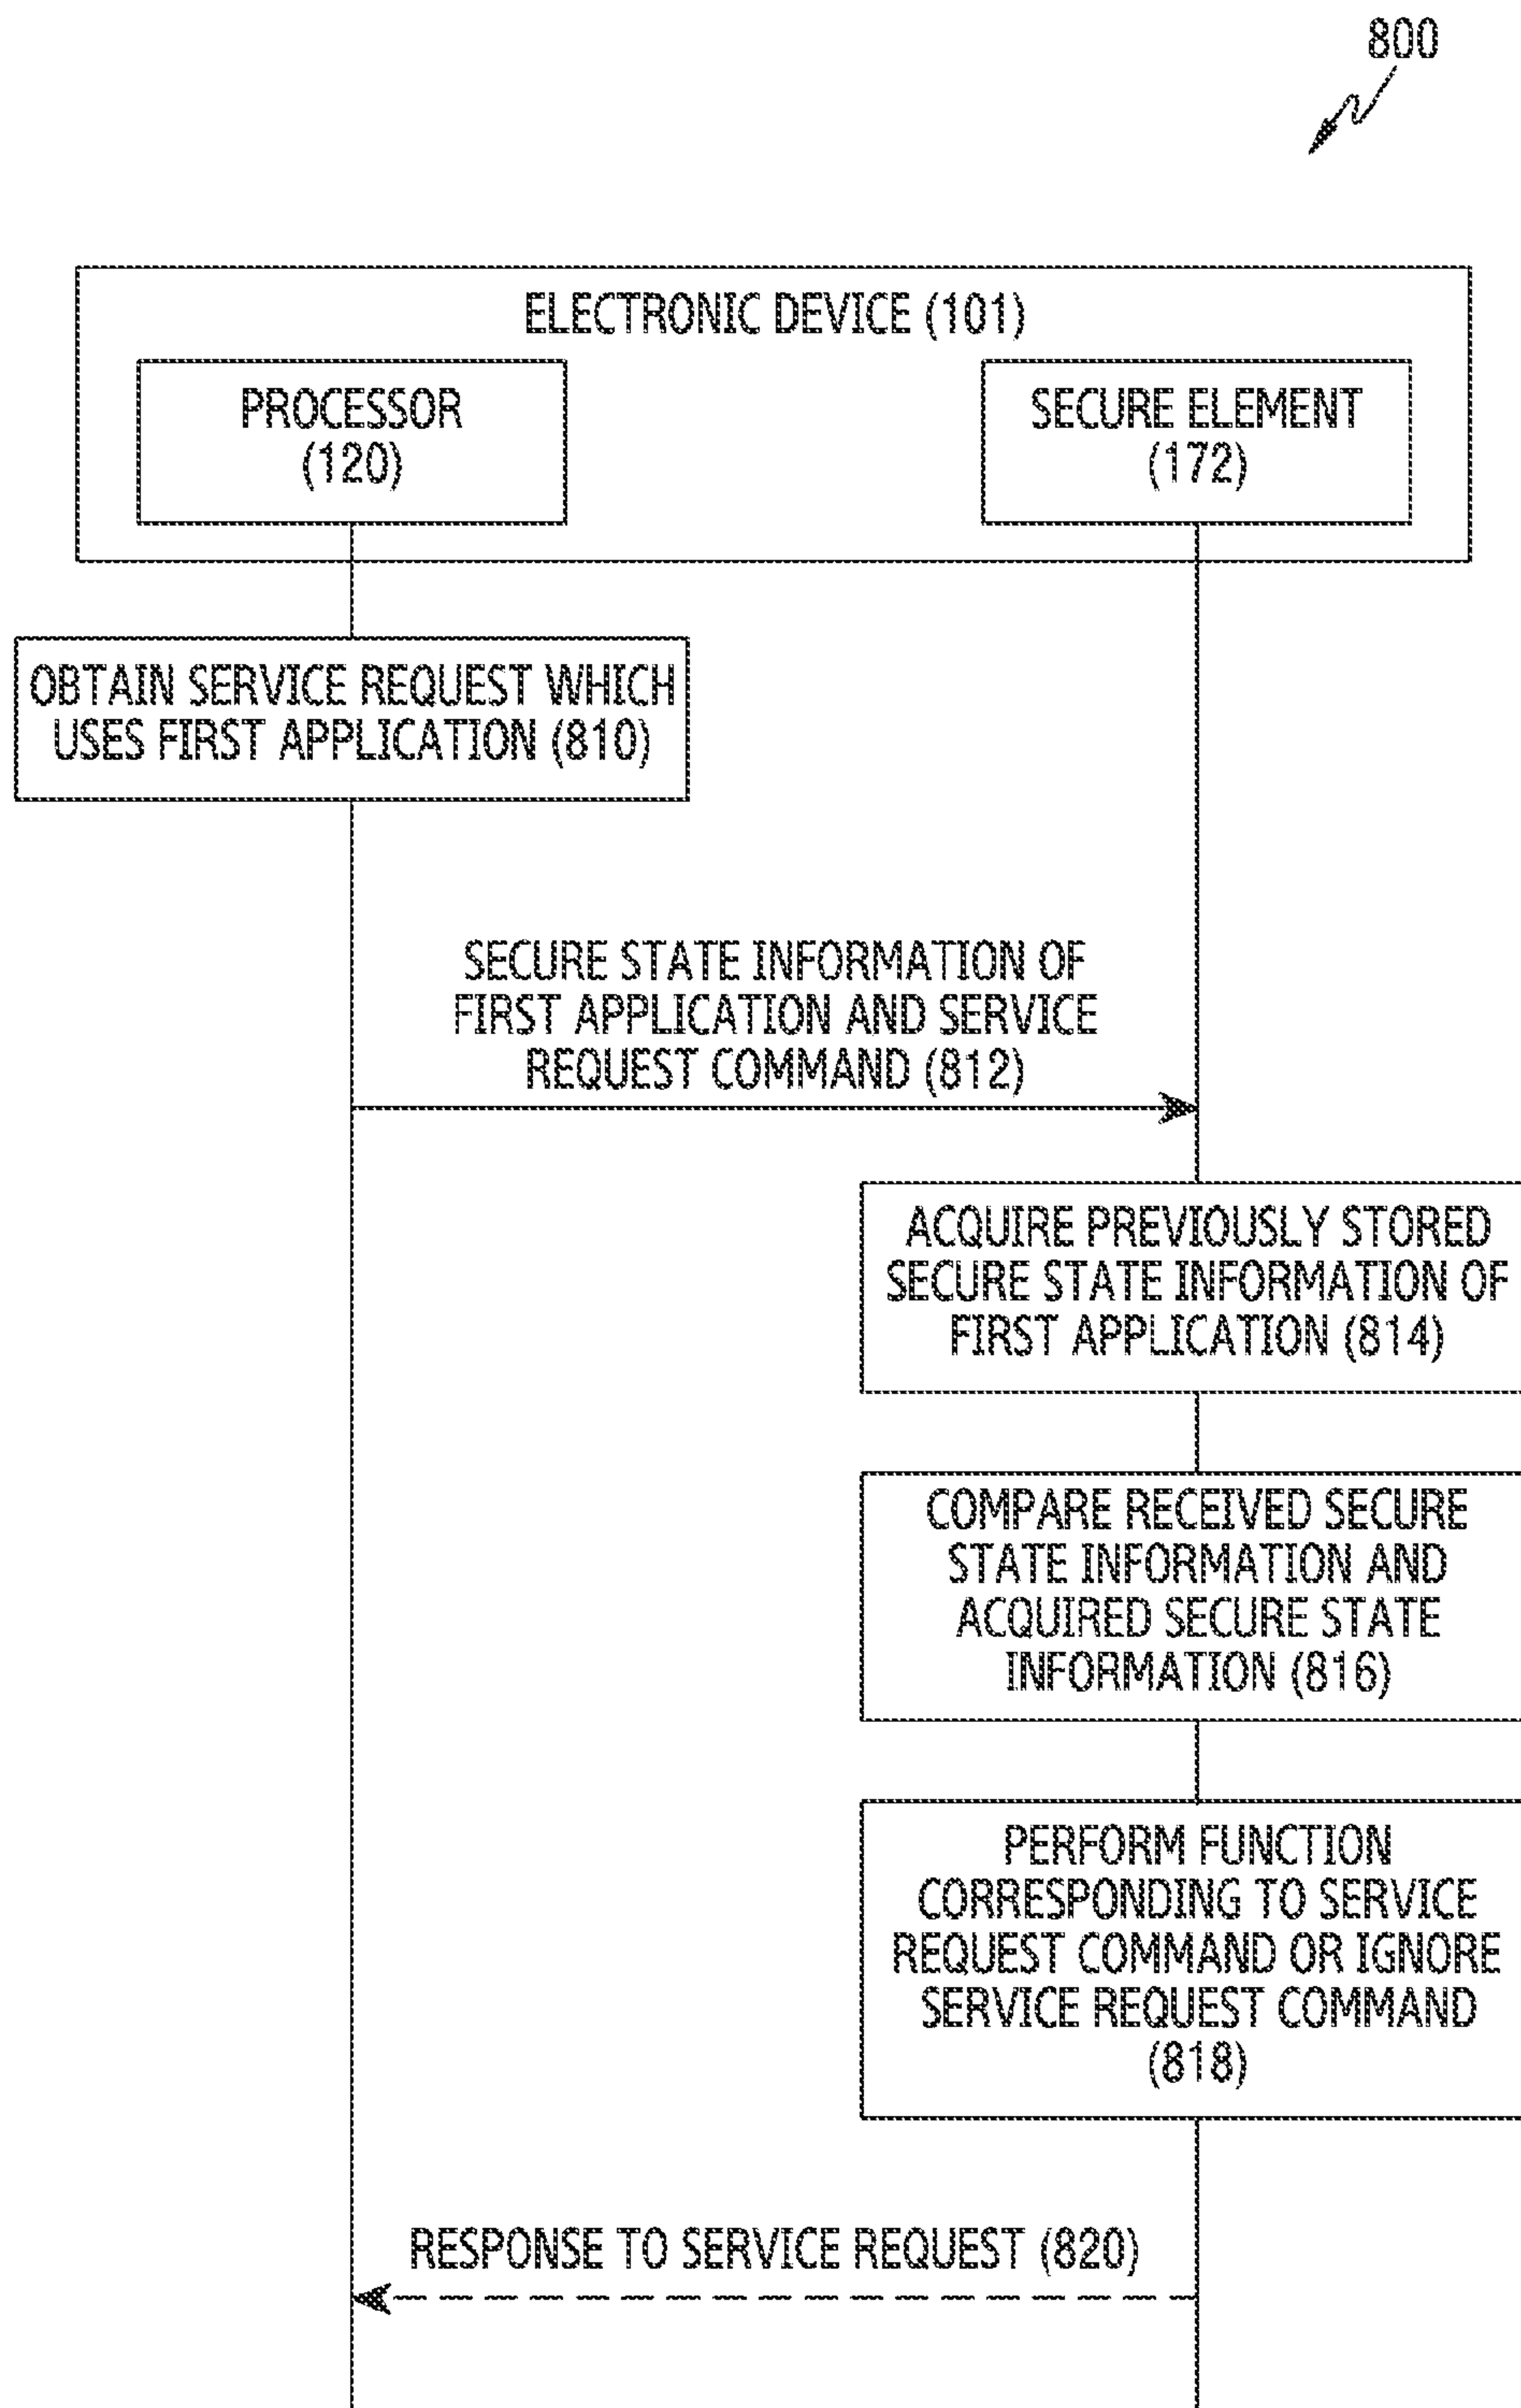 800
ELECTRONIC DEVICE (101)
PROCESSOR
(120)
SECURE ELEMENT
(172)
OBTAIN SERVICE REQUEST WHICH
USES FIRST APPLICATION (810)
SECURE STATE INFORMATION OF
FIRST APPLICATION AND SERVICE
REQUEST COMMAND (812)
ACQUIRE PREVIOUSLY STORED
SECURE STATE INFORMATION OF
FIRST APPLICATION (814)
COMPARE RECEIVED SECURE
STATE INFORMATION AND
ACQUIRED SECURE STATE
INFORMATION (816)
PERFORM FUNCTION
CORRESPONDING TO SERVICE
REQUEST COMMAND OR IGNORE
SERVICE REQUEST COMMAND
(818)
RESPONSE TO SERVICE REQUEST (820)